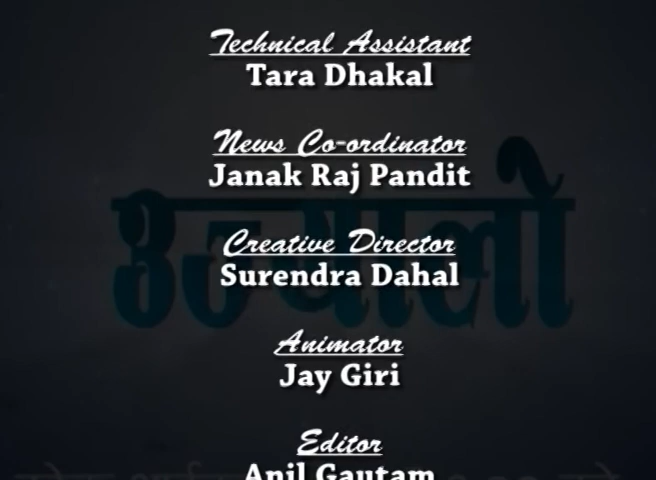 Technical Assistant
Tara Dhakal
News Co-ordinator
Janak Raj Pandit
उज्यालो
Creative Director
Surendra Dahal
Animator
Jay Giri
Editor
Anil Gautam